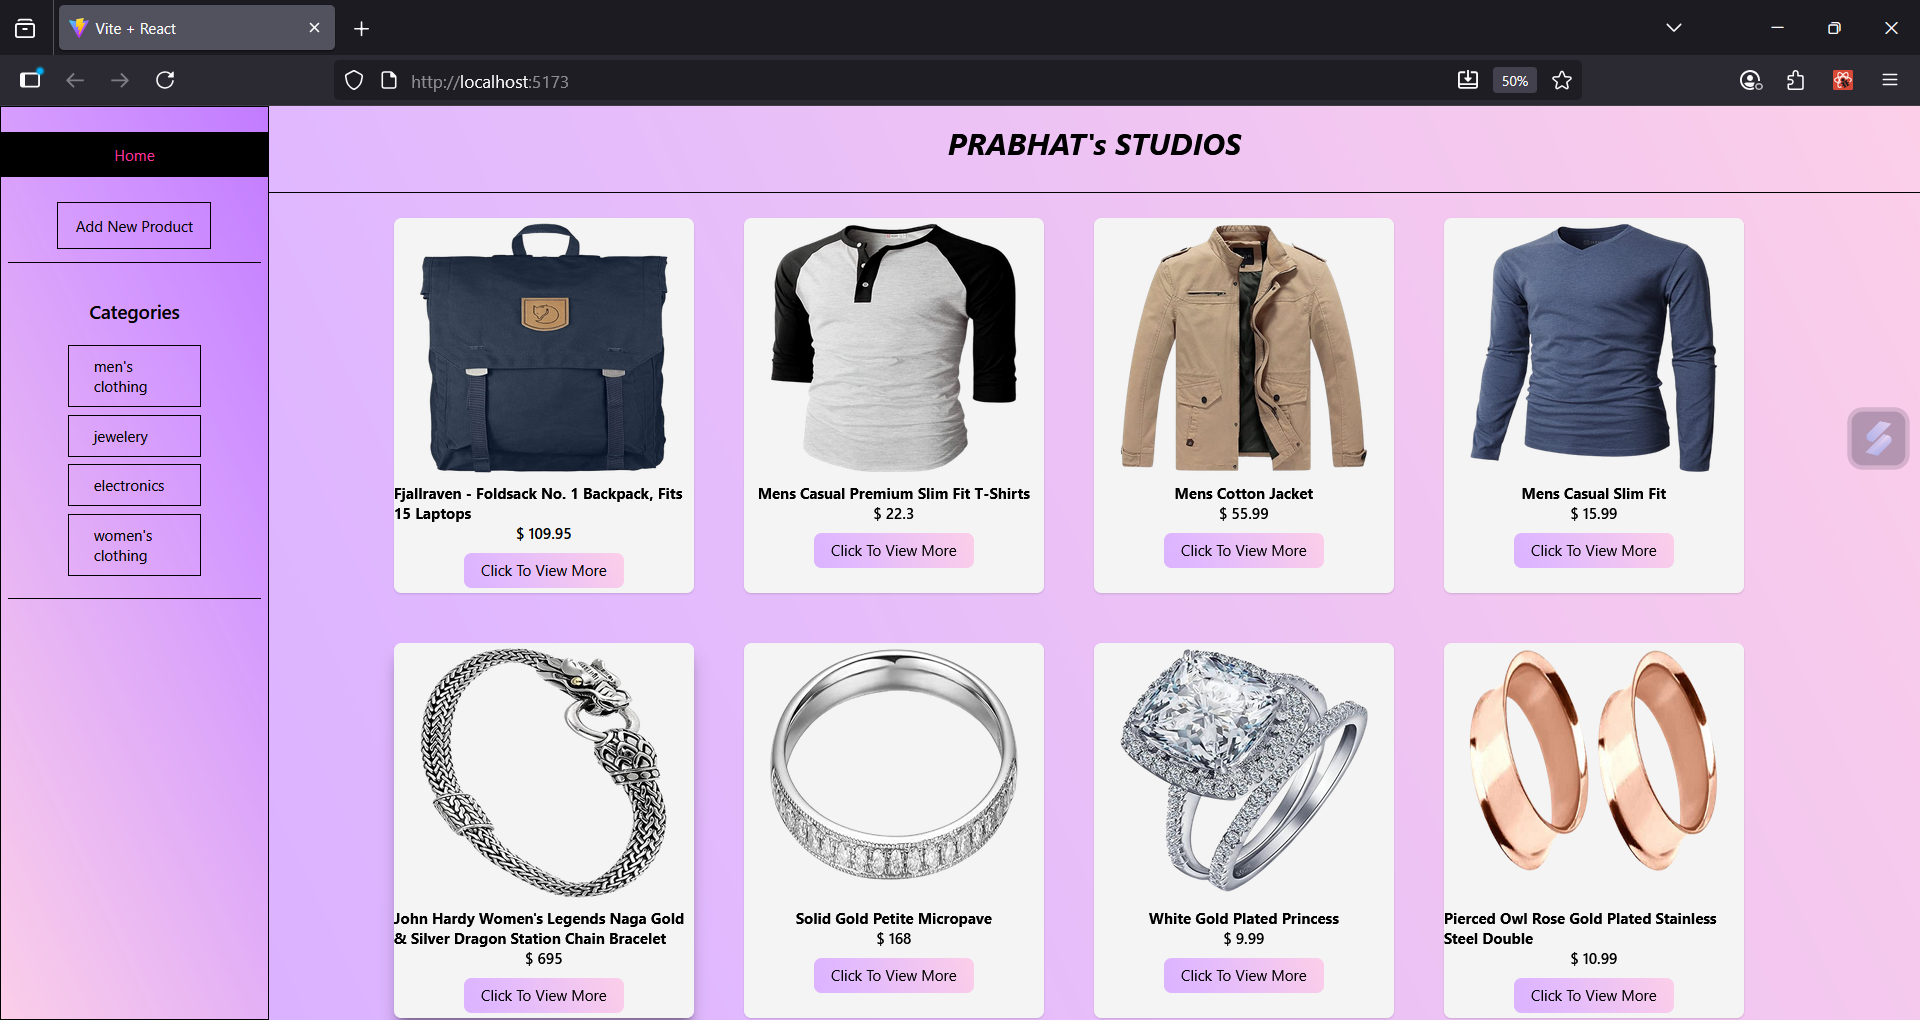 Vite + React
http://localhost:5173
50%
Home
Add New Product
Categories
men's
clothing
jewelery
electronics
women's
clothing
PRABHAT's STUDIOS
Fjallraven - Foldsack No. 1 Backpack, Fits
15 Laptops
$ 109.95
Click To View More
Mens Casual Premium Slim Fit T-Shirts
$ 22.3
Click To View More
Mens Cotton Jacket
$ 55.99
Click To View More
Mens Casual Slim Fit
$ 15.99
Click To View More
John Hardy Women's Legends Naga Gold
& Silver Dragon Station Chain Bracelet
$ 695
Click To View More
Solid Gold Petite Micropave
$ 168
Click To View More
White Gold Plated Princess
$ 9.99
Click To View More
Pierced Owl Rose Gold Plated Stainless
Steel Double
$ 10.99
Click To View More